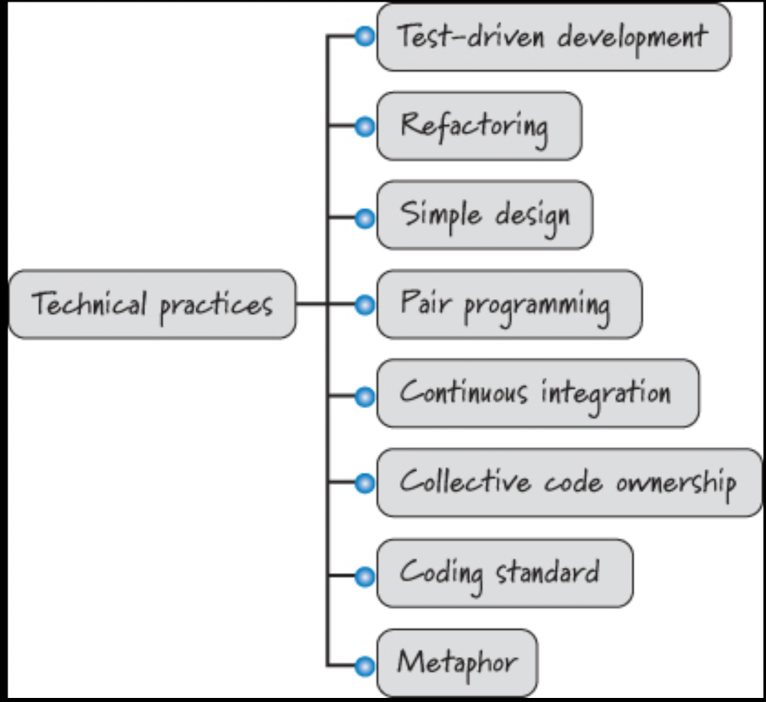 Technical practices
Test-driven development
Refactoring
Simple design
Pair programming
Continuous integration
Collective code ownership
Coding standard
Metaphor